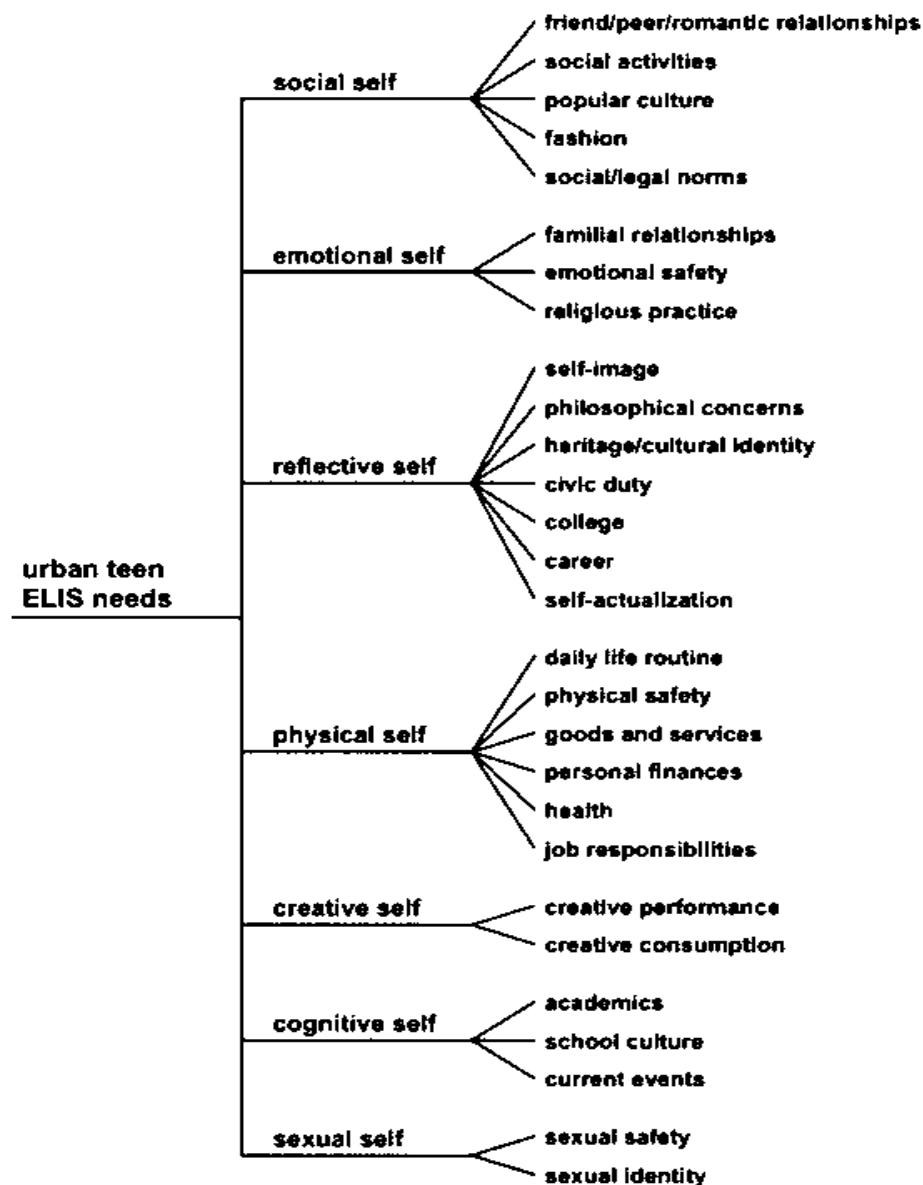 friend/peer/romantic relationships
social activities
social self
popular culture
fashion
social/legal norms
familial relationships
emotional self
emotional safety
religious practice
self-image
philosophical concerns
heritage/cultural identity
reflective self
civic duty
college
career
self-actualization
urban teen
ELIS needs
daily life routine
physical safety
physical self
goods and services
personal finances
health
job responsibilities
creative self
creative performance
creative consumption
academics
cognitive self
school culture
current events
sexual self
sexual safety
sexual identity